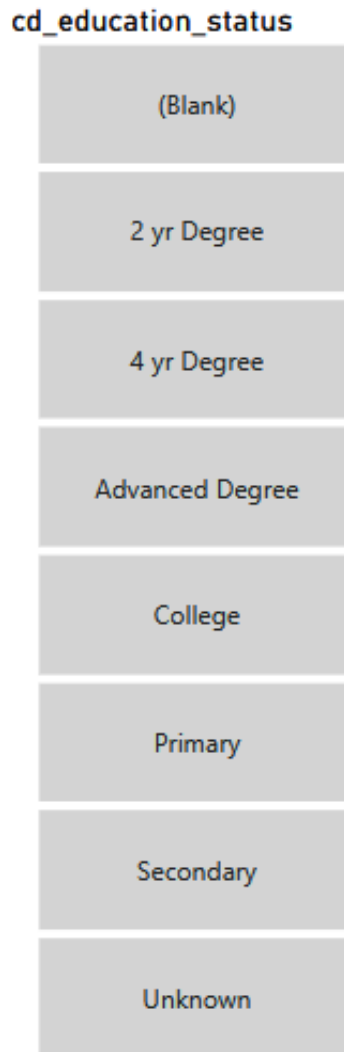 cd_education_status
(Blank)
2 yr Degree
4 yr Degree
Advanced Degree
College
Primary
Secondary
Unknown